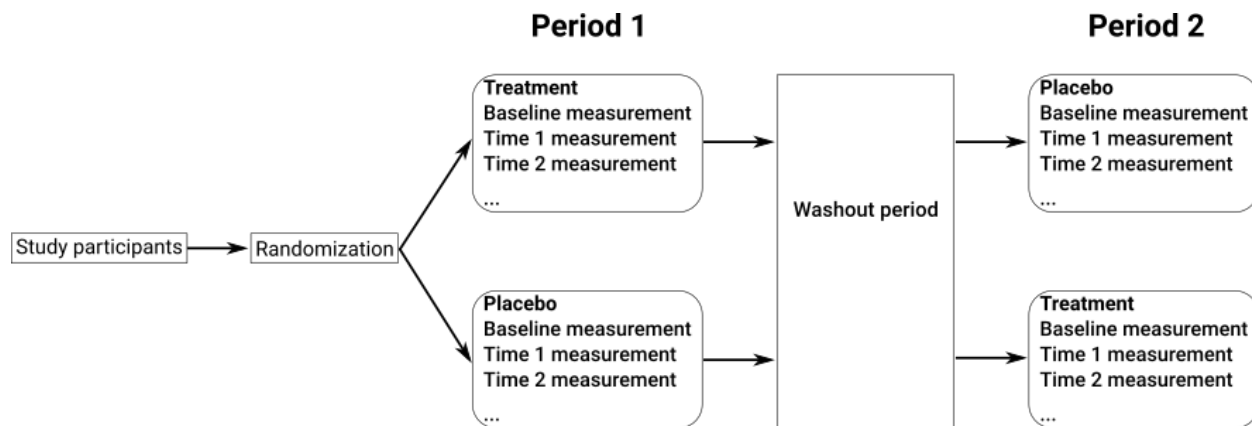 Period 1
Period 2
Treatment
Baseline measurement
Time 1 measurement
Time 2 measurement
...
Placebo
Baseline measurement
Time 1 measurement
Time 2 measurement
...
Washout period
Study participants
Randomization
Placebo
Baseline measurement
Time 1 measurement
Time 2 measurement
...
Treatment
Baseline measurement
Time 1 measurement
Time 2 measurement
...